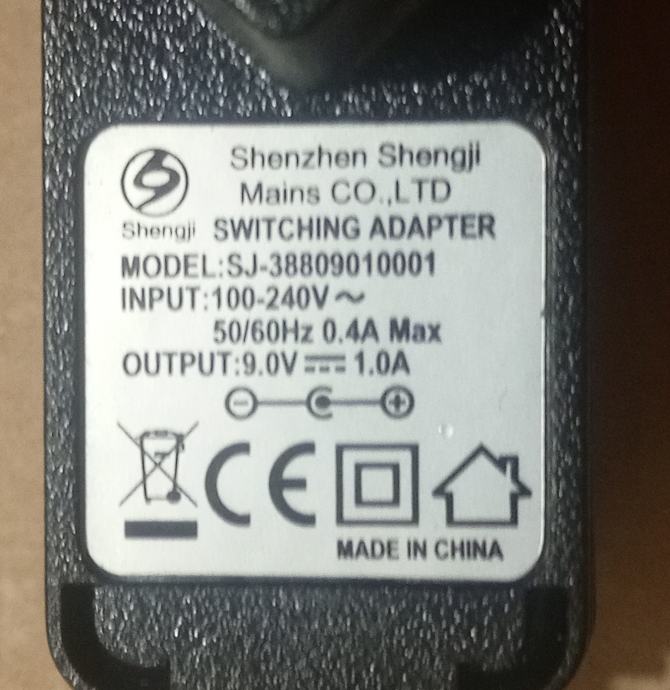 Shenzhen Shengji
Mains CO.,LTD
Shengji SWITCHING ADAPTER
MODEL:SJ-38809010001
INPUT:100-240V～
50/60Hz 0.4A Max
OUTPUT:9.0V⎓1.0A
CE
MADE IN CHINA